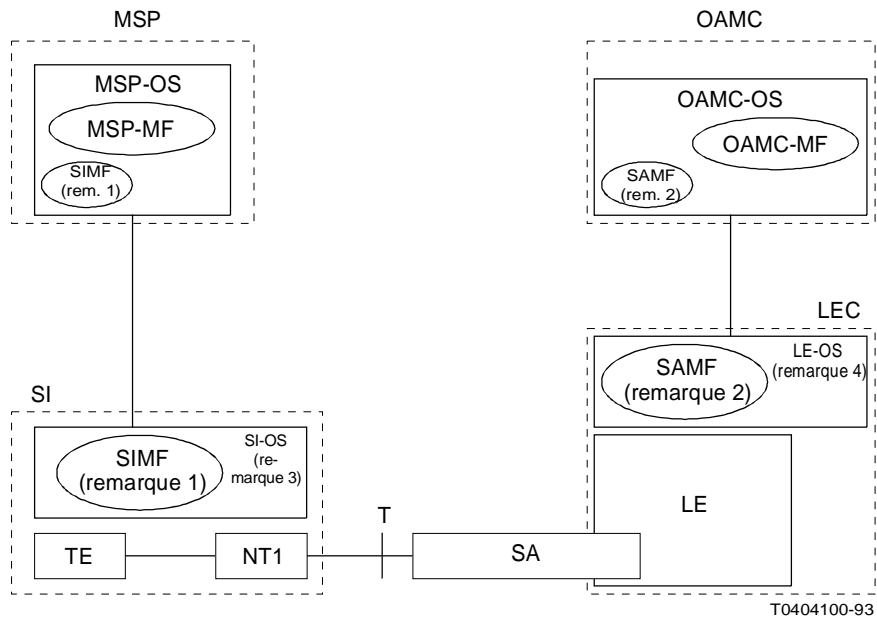 MSP
OAMC
MSP-OS
MSP-MF
SIMF
(rem. 1)
OAMC-OS
OAMC-MF
SAMF
(rem. 2)
LEC
SAMF
(remarque 2)
LE-OS
(remarque 4)
SI
SIMF
(remarque 1)
SI-OS
(re-
marque 3)
LE
T
TE
NT1
SA
T0404100-93